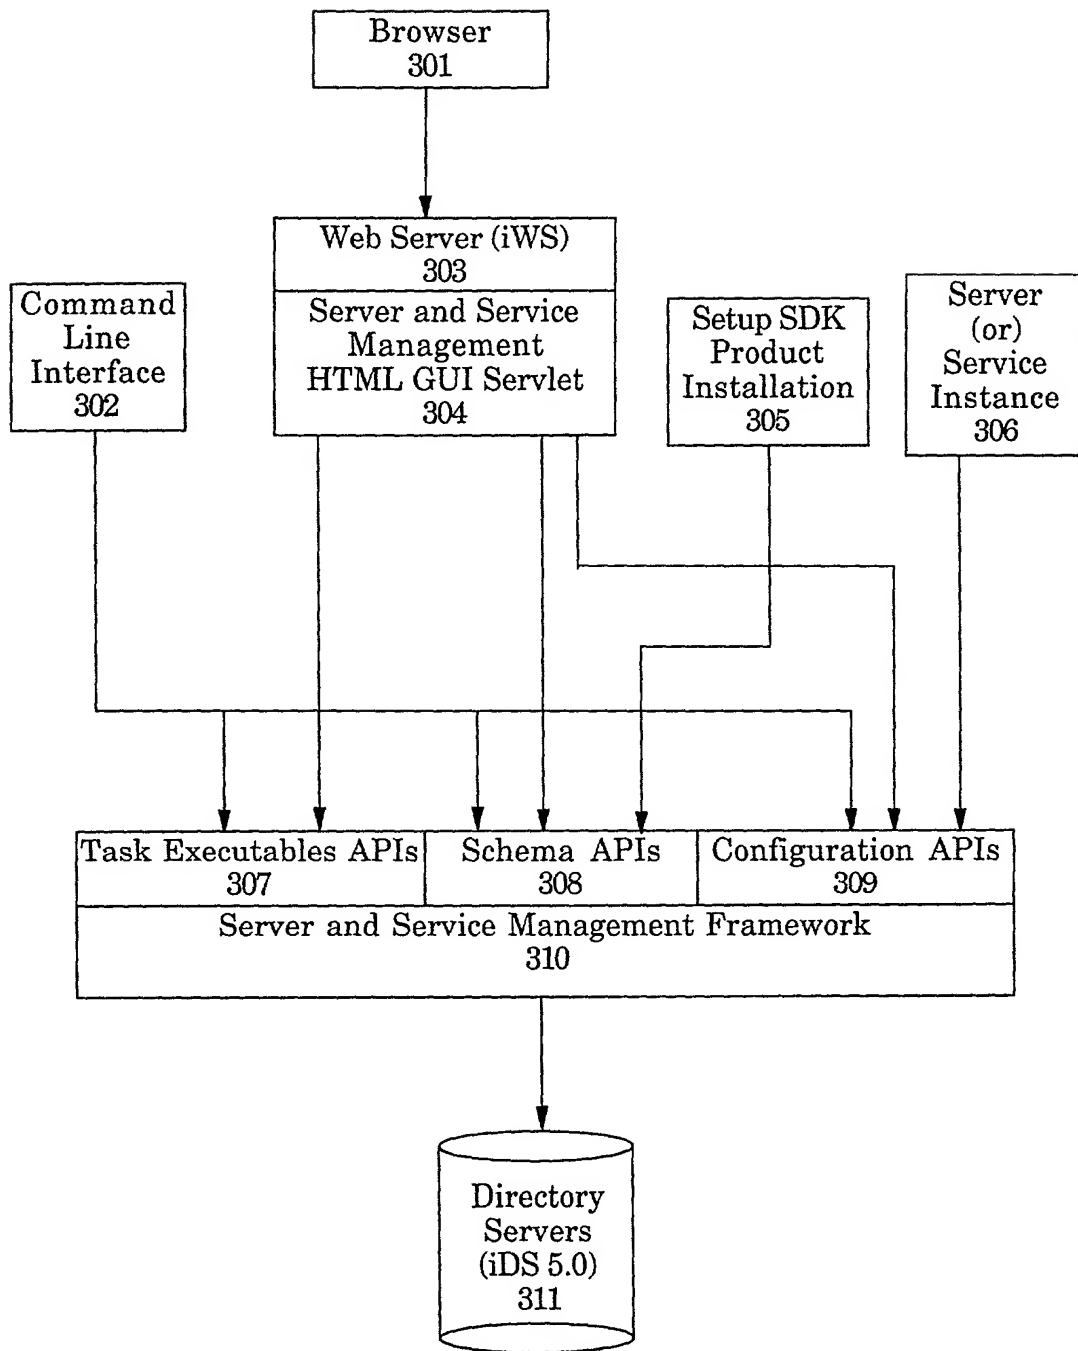 Browser
301
Web Server (iWS)
303
Server and Service
Management
HTML GUI Servlet
304
Command
Line
Interface
302
Setup SDK
Product
Installation
305
Server
(or)
Service
Instance
306
Task Executables APIs
307
Schema APIs
308
Configuration APIs
309
Server and Service Management Framework
310
Directory
Servers
(iDS 5.0)
311